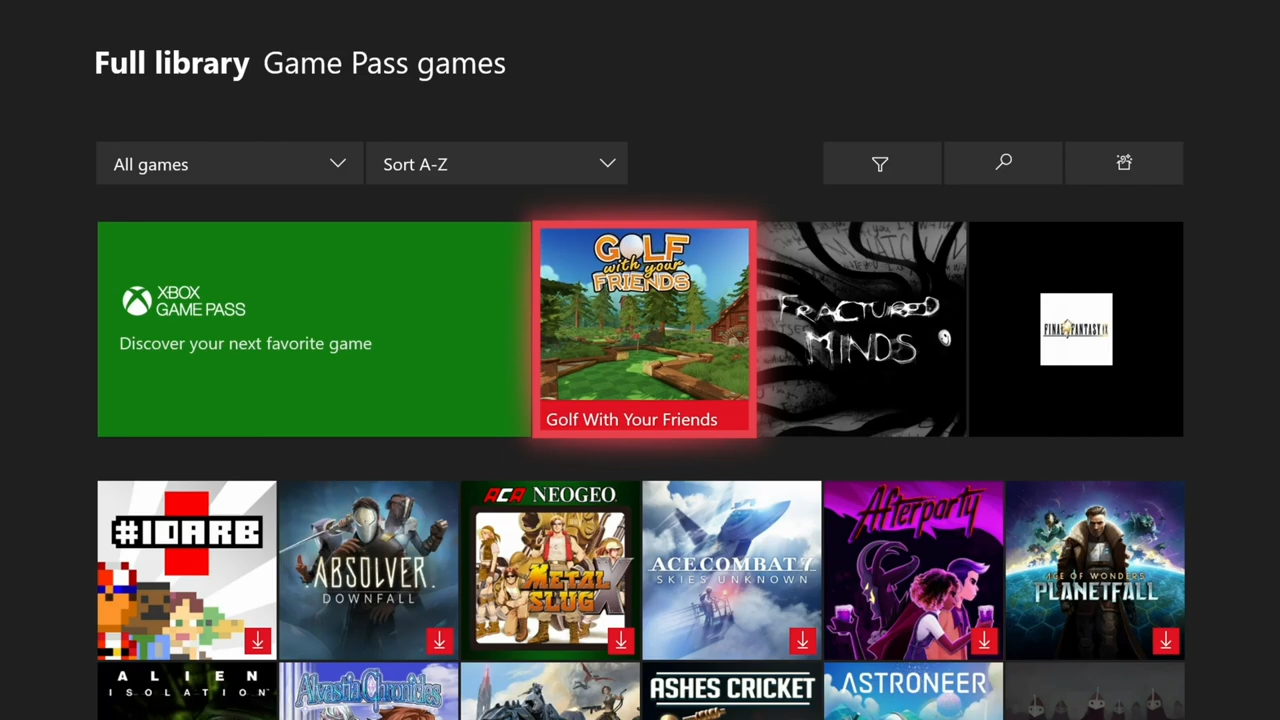 Full library Game Pass games
All games
Sort A-Z
XBOX
GAME PASS
Discover your next favorite game
GOLF
with your
FRIENDS
Golf With Your Friends
FRACTURED
MINDS
FINAL FANTASY IX
#IDARB
ABSOLVER
DOWNFALL
ACA NEOGEO
METAL
SLUG X
ACE COMBAT 7
SKIES UNKNOWN
Afterparty
AGE OF WONDERS
PLANETFALL
ALIEN
ISOLATION
Alvastia Chronicles
ASHES CRICKET
ASTRONEER